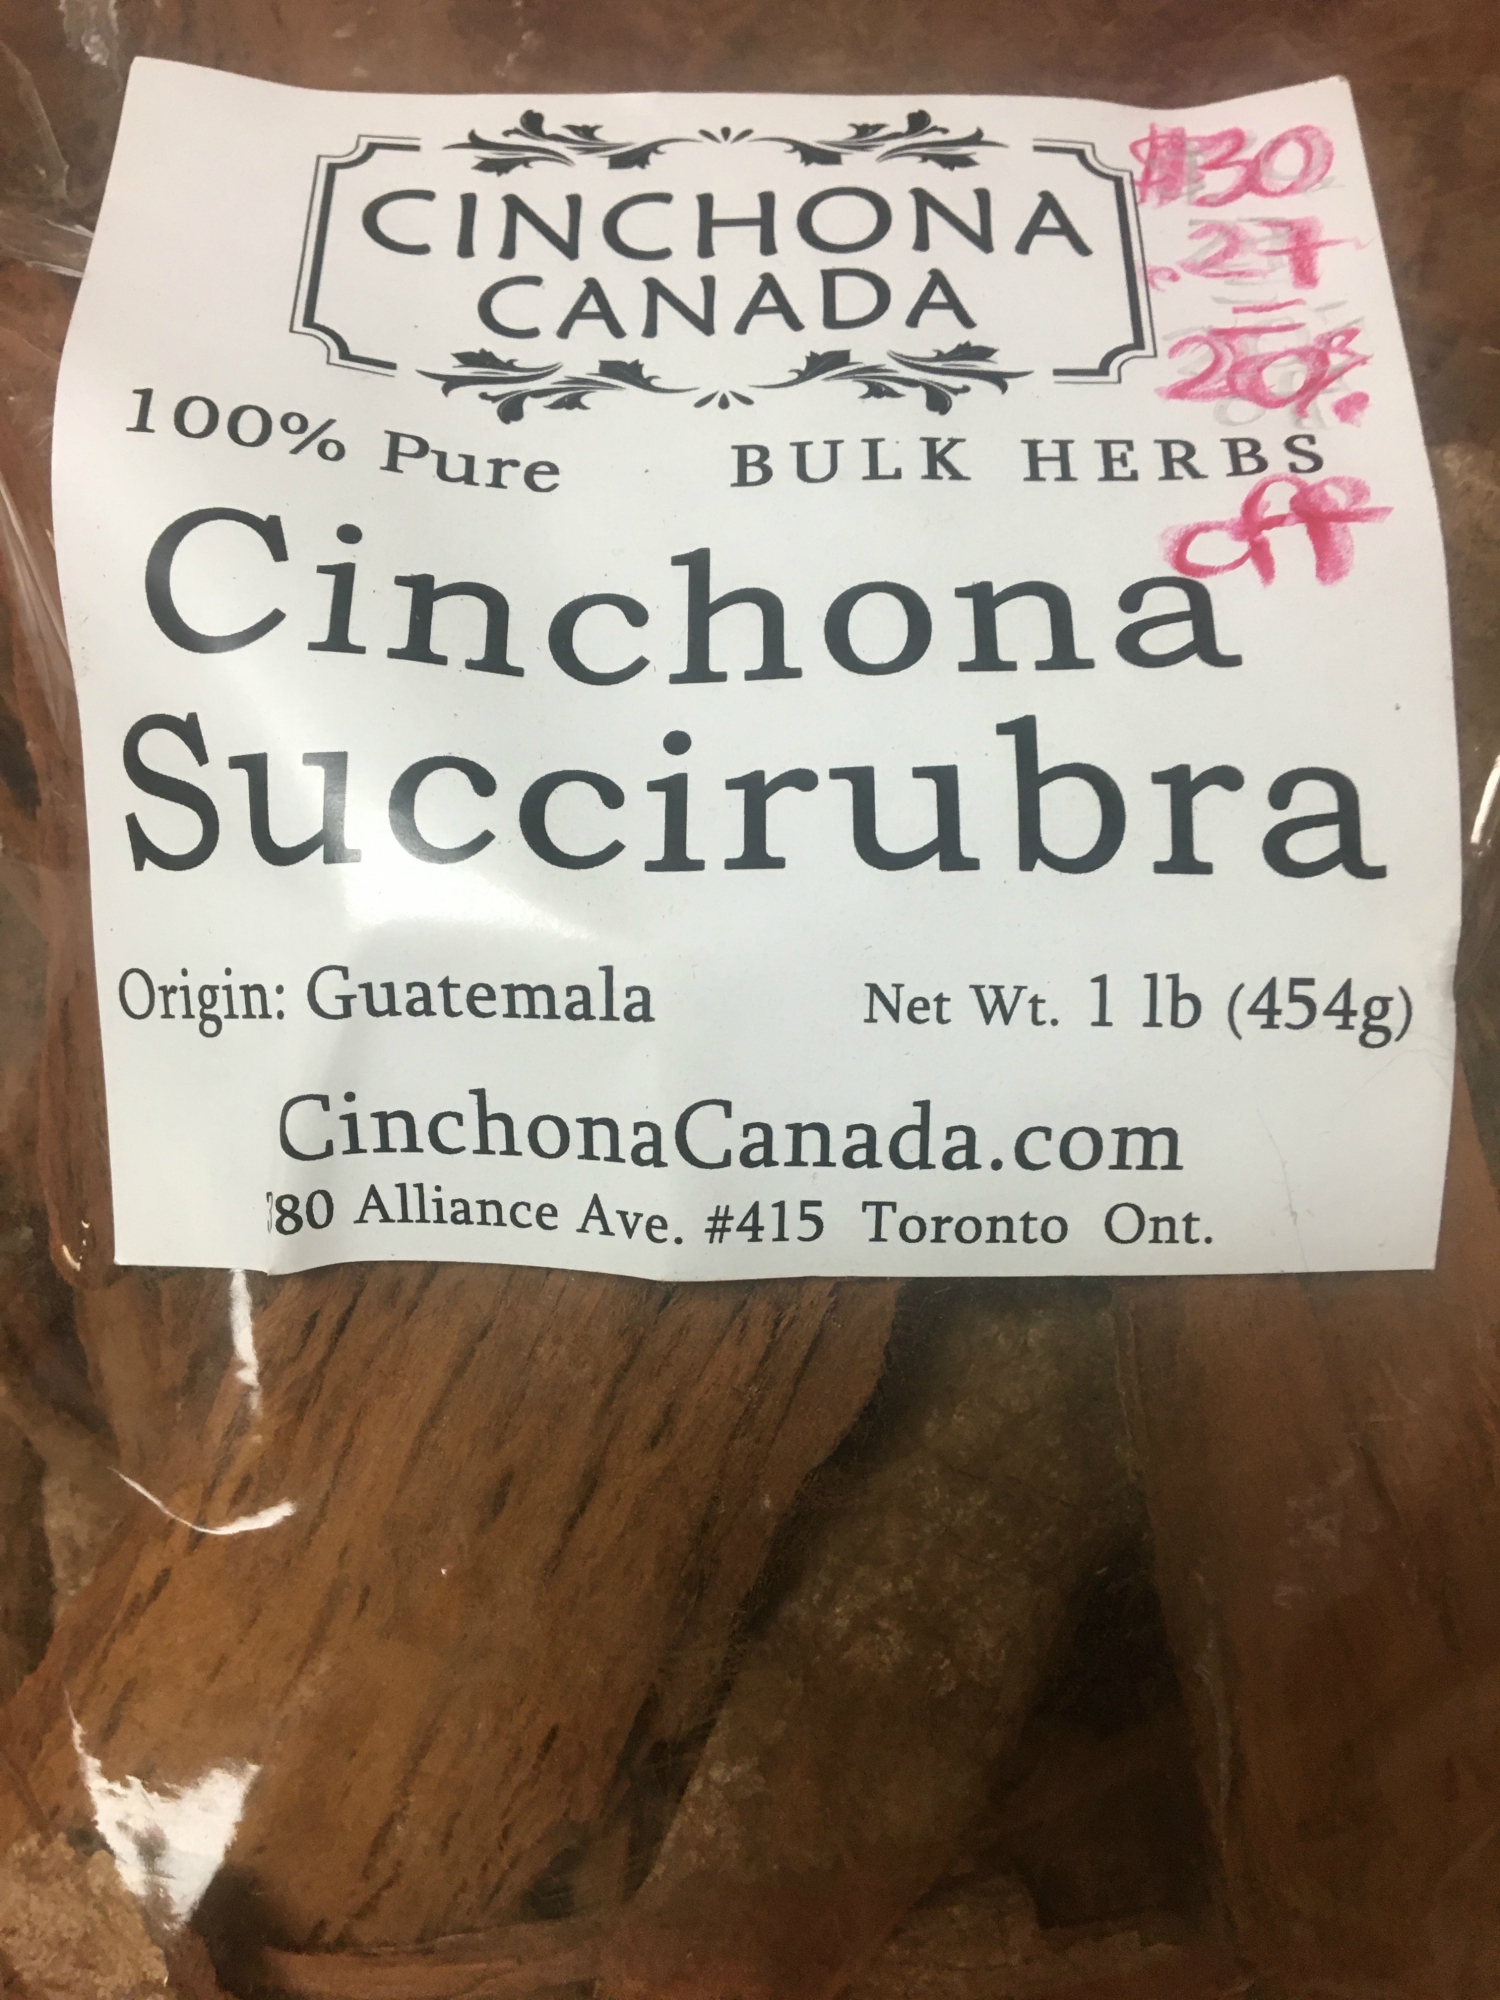 CINCHONA
CANADA
$30
.27
=
20%
off
100% Pure BULK HERBS
Cinchona
Succirubra
Origin: Guatemala Net Wt. 1 lb (454g)
CinchonaCanada.com
Alliance Ave. #415 Toronto Ont.